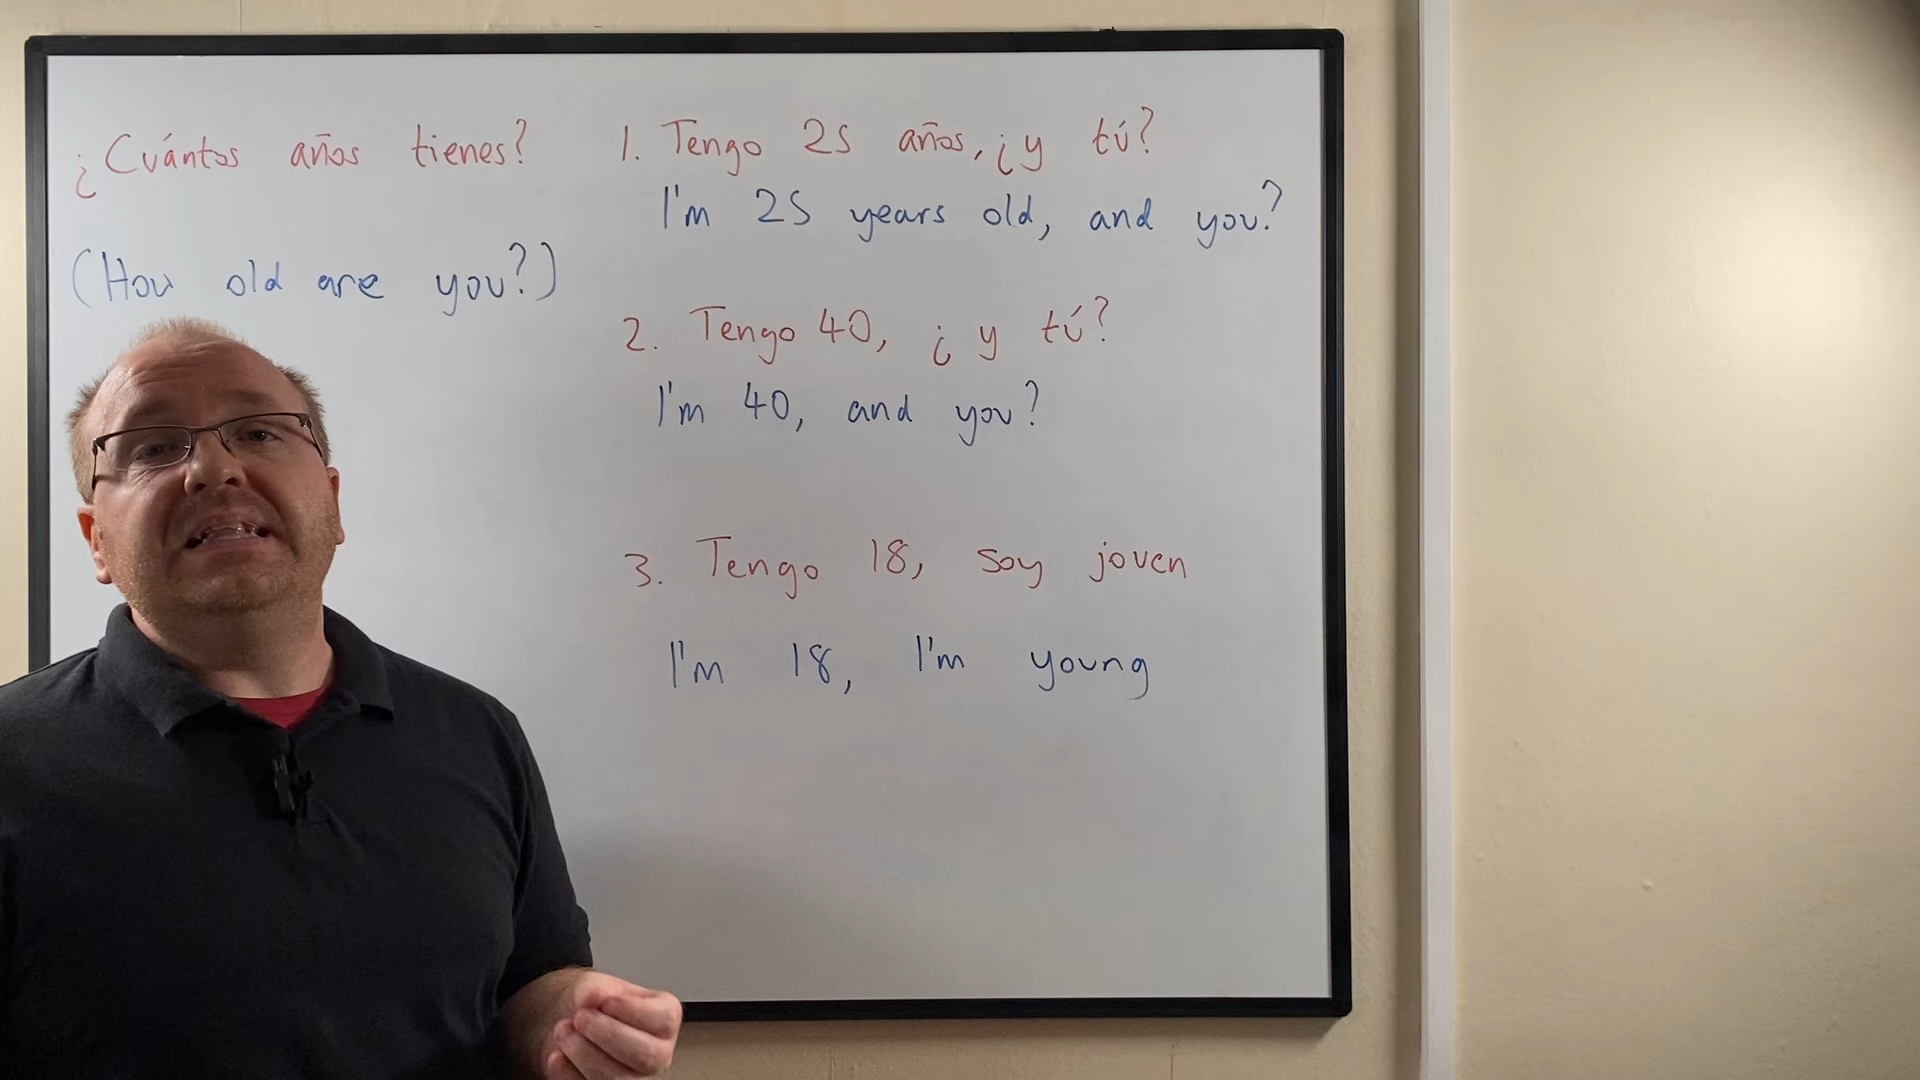 ¿Cuántos años tienes?
(How old are you?)
1. Tengo 25 años, ¿y tú?
I'm 25 years old, and you?
2. Tengo 40, ¿y tú?
I'm 40, and you?
3. Tengo 18, soy joven
I'm 18, I'm young